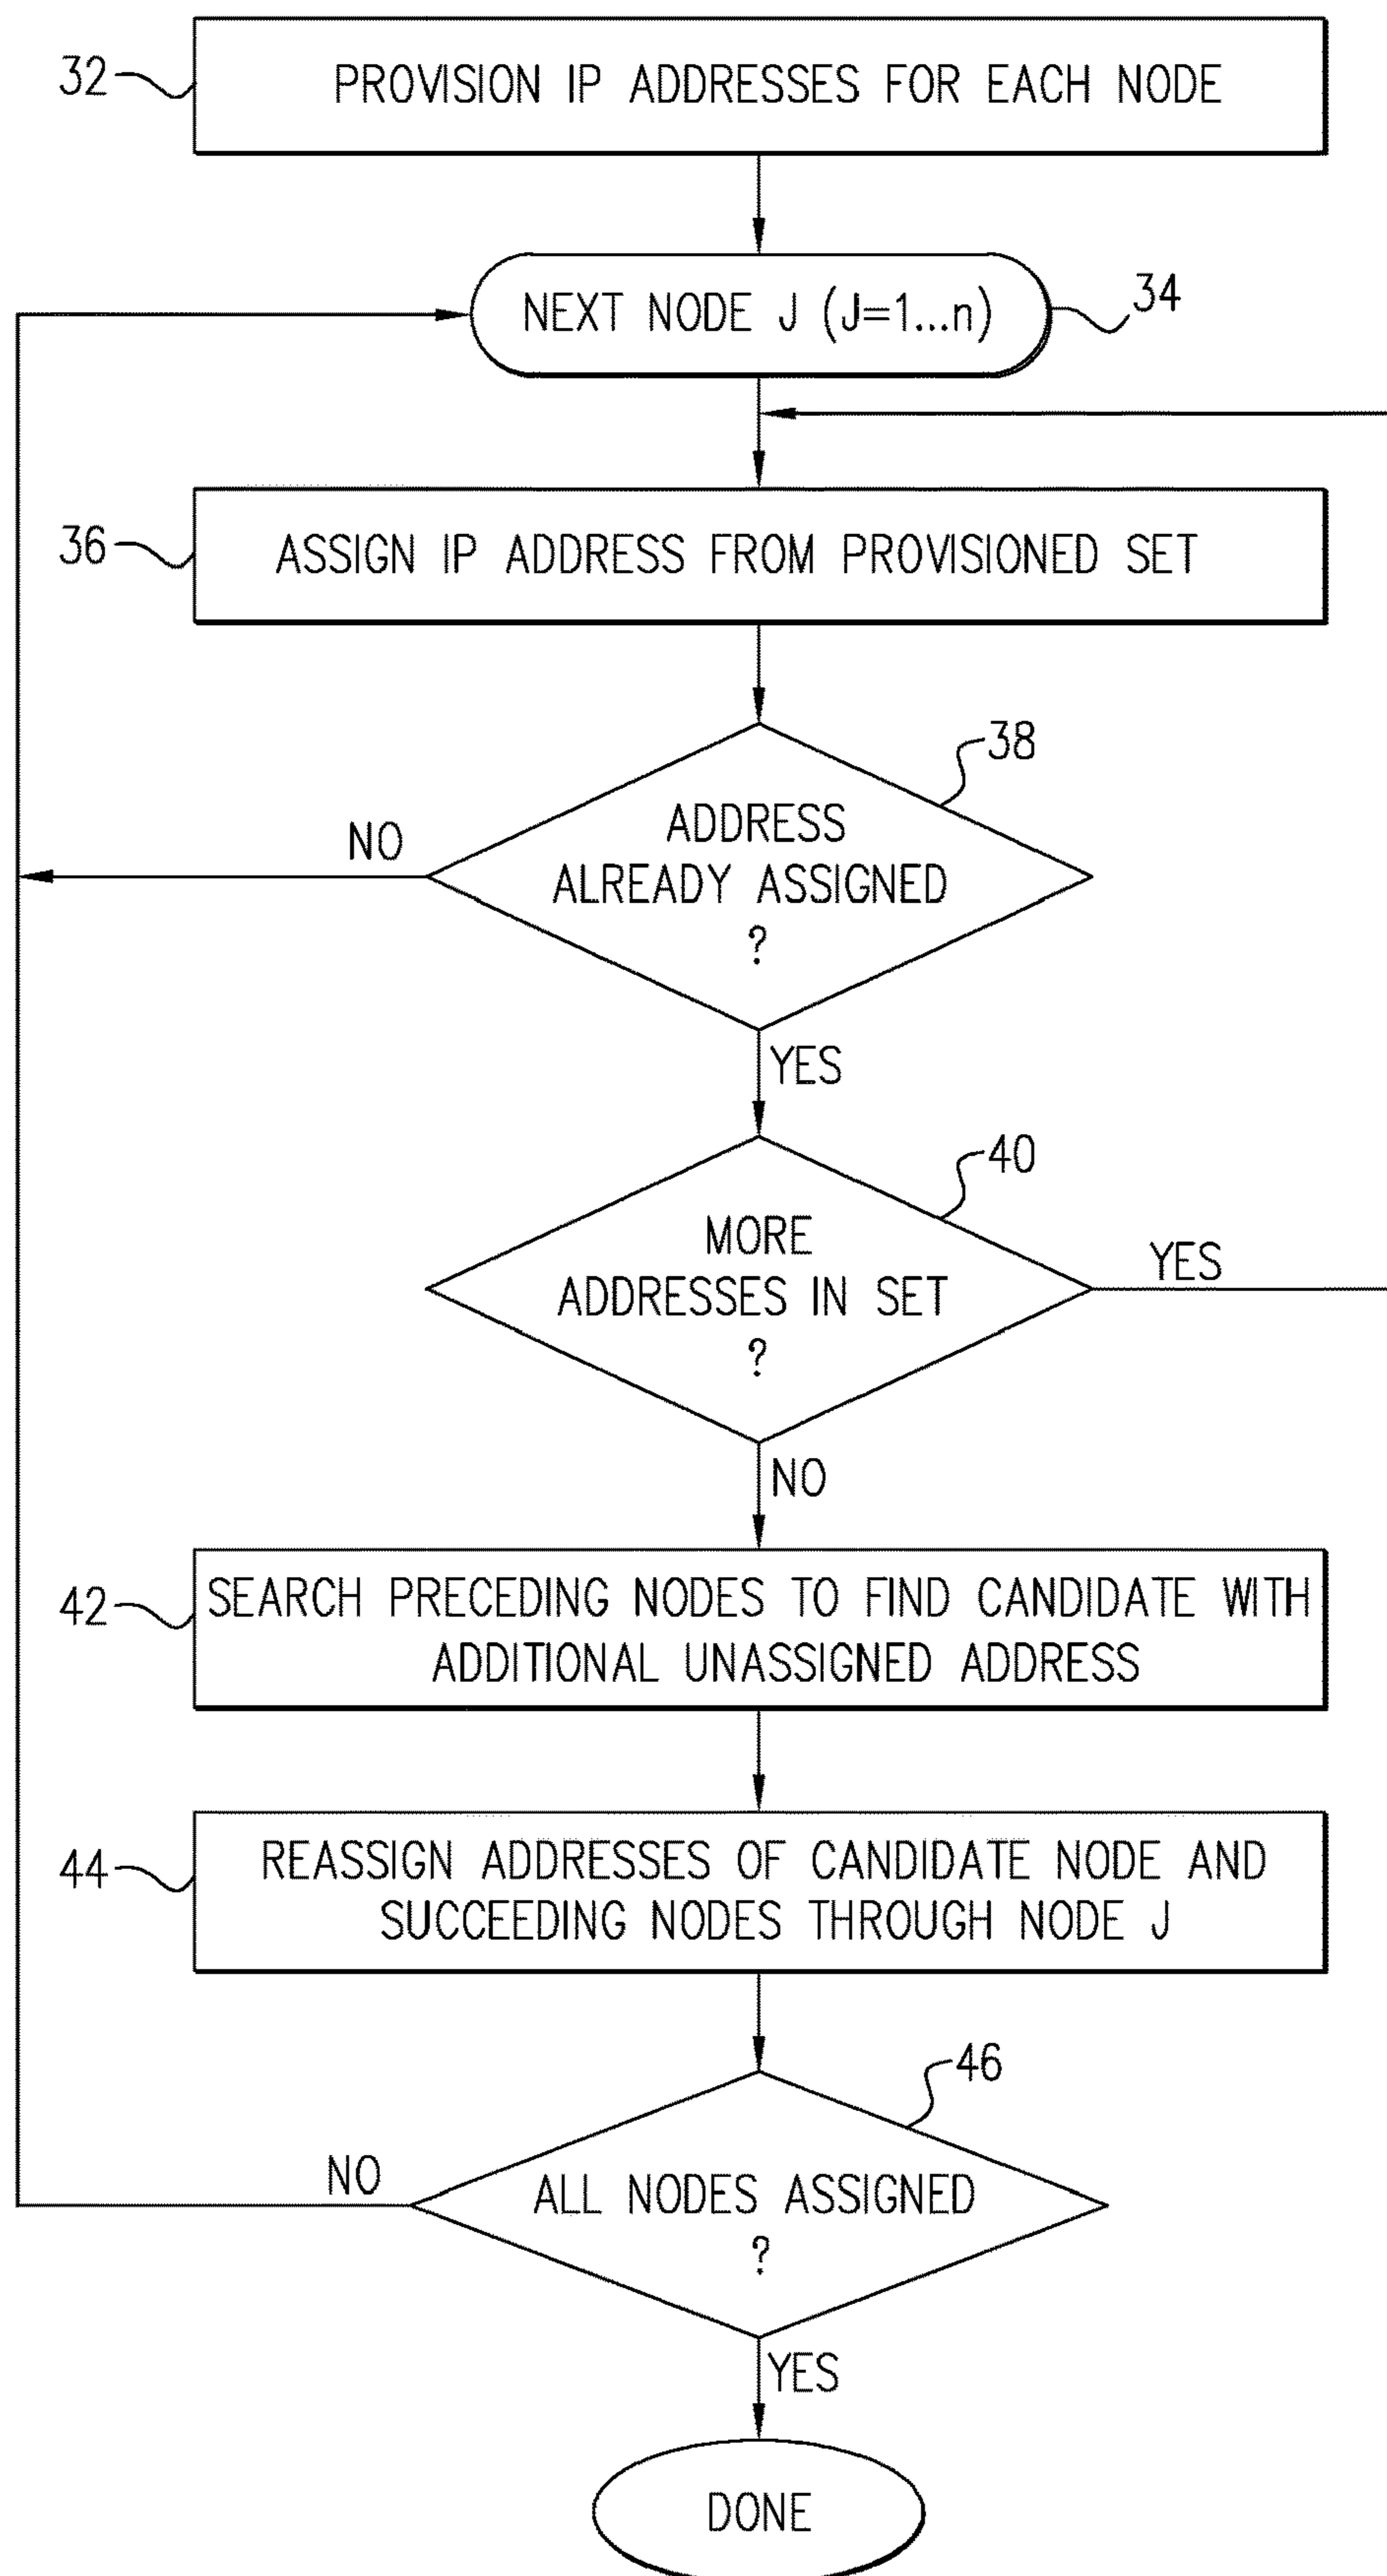 32
PROVISION IP ADDRESSES FOR EACH NODE
NEXT NODE J (J=1...n)
34
36
ASSIGN IP ADDRESS FROM PROVISIONED SET
38
ADDRESS
ALREADY ASSIGNED
?
NO
YES
40
MORE
ADDRESSES IN SET
?
YES
NO
42
SEARCH PRECEDING NODES TO FIND CANDIDATE WITH
ADDITIONAL UNASSIGNED ADDRESS
44
REASSIGN ADDRESSES OF CANDIDATE NODE AND
SUCCEEDING NODES THROUGH NODE J
46
NO
ALL NODES ASSIGNED
?
YES
DONE